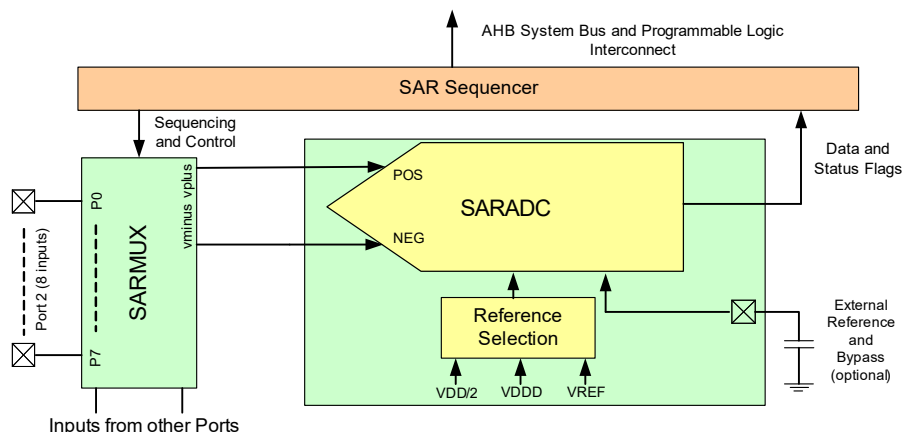 AHB System Bus and Programmable Logic
Interconnect
SAR Sequencer
Sequencing
and Control
Data and
Status Flags
vminus vplus
POS
NEG
SARADC
P0
P7
Port 2 (8 inputs)
SARMUX
Reference
Selection
External
Reference
and
Bypass
(optional)
VDD/2
VDDD
VREF
Inputs from other Ports